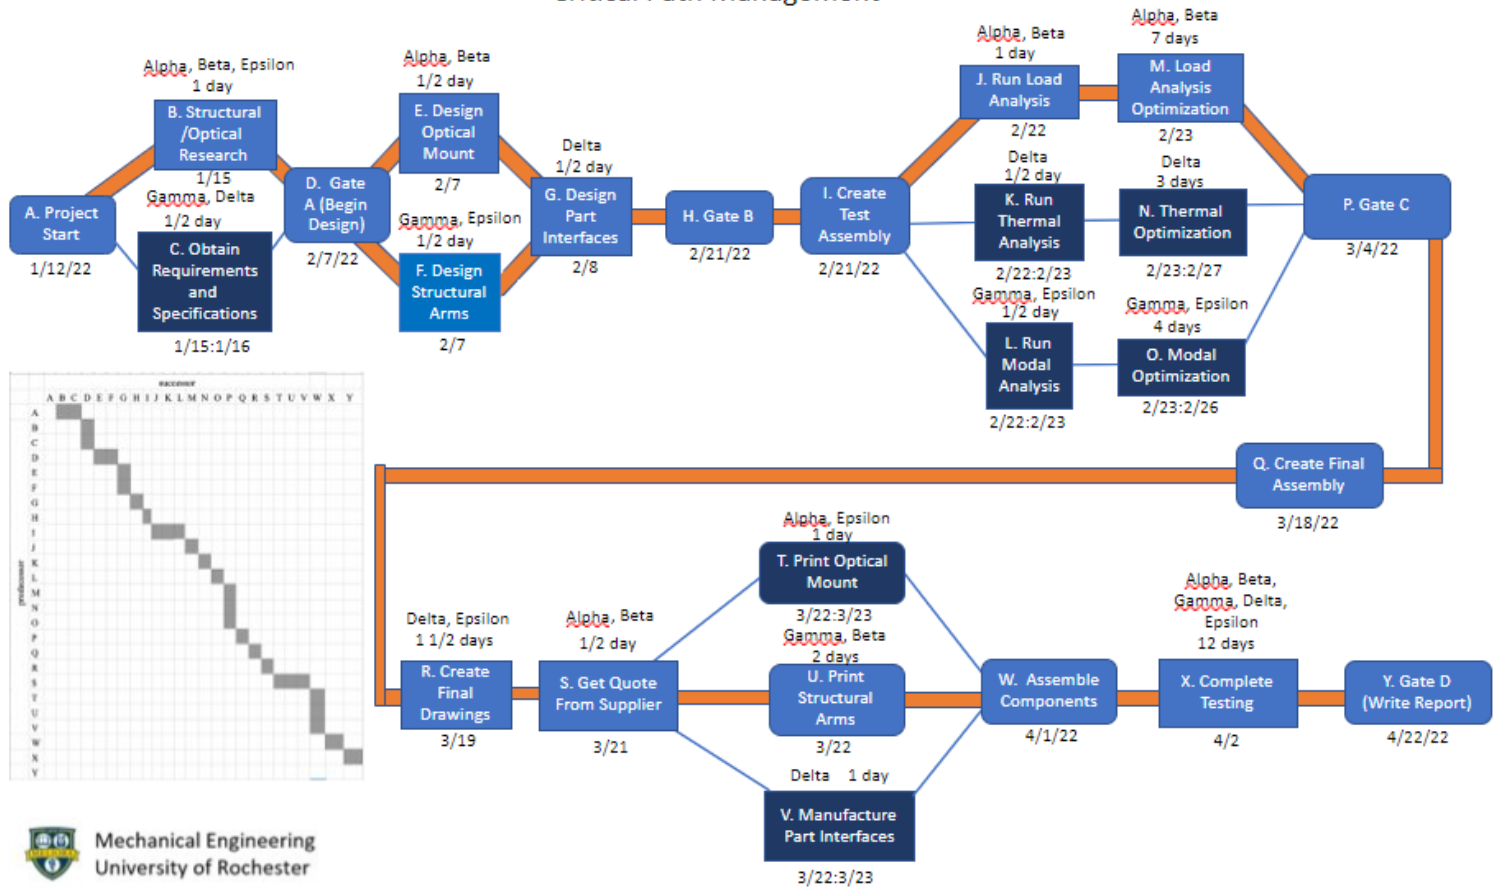 Critical Path Management
Alpha, Beta, Epsilon
1 day
B. Structural
/Optical
Research
1/15
A. Project
Start
1/12/22
Gamma, Delta
1/2 day
C. Obtain
Requirements
and
Specifications
1/15:1/16
D. Gate
A (Begin
Design)
2/7/22
Alpha, Beta
1/2 day
E. Design
Optical
Mount
2/7
Gamma, Epsilon
1/2 day
F. Design
Structural
Arms
2/7
Delta
1/2 day
G. Design
Part
Interfaces
2/8
H. Gate B
2/21/22
I. Create
Test
Assembly
2/21/22
Alpha, Beta
1 day
J. Run Load
Analysis
2/22
Alpha, Beta
7 days
M. Load
Analysis
Optimization
2/23
Delta
1/2 day
K. Run
Thermal
Analysis
2/22:2/23
Delta
3 days
N. Thermal
Optimization
2/23:2/27
Gamma, Epsilon
1/2 day
L. Run
Modal
Analysis
2/22:2/23
Gamma, Epsilon
4 days
O. Modal
Optimization
2/23:2/26
P. Gate C
3/4/22
Q. Create Final
Assembly
3/18/22
successor
A B C D E F G H I J K L M N O P Q R S T U V W X Y
predecessor
A
B
C
D
E
F
G
H
I
J
K
L
M
N
O
P
Q
R
S
T
U
V
W
X
Y
Delta, Epsilon
1 1/2 days
R. Create
Final
Drawings
3/19
Alpha, Beta
1/2 day
S. Get Quote
From Supplier
3/21
Alpha, Epsilon
1 day
T. Print Optical
Mount
3/22:3/23
Gamma, Beta
2 days
U. Print
Structural
Arms
3/22
Delta 1 day
V. Manufacture
Part Interfaces
3/22:3/23
W. Assemble
Components
4/1/22
Alpha, Beta,
Gamma, Delta,
Epsilon
12 days
X. Complete
Testing
4/2
Y. Gate D
(Write Report)
4/22/22
MELIORA
Mechanical Engineering
University of Rochester